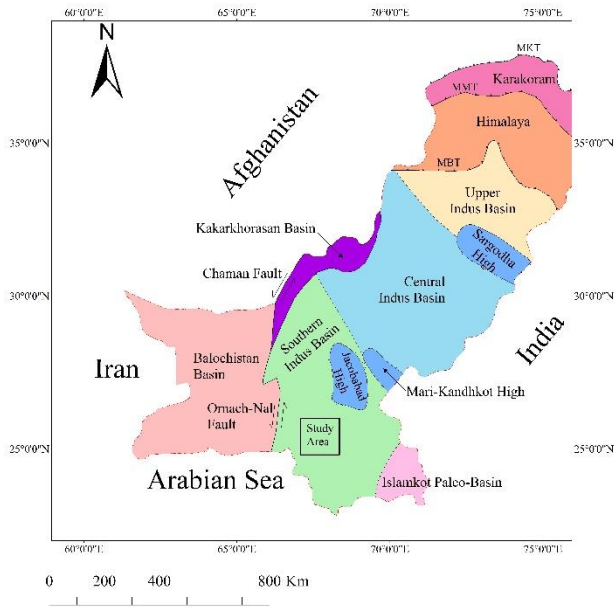 N
MKT
Karakoram
MMT
Himalaya
MBT
Upper
Indus Basin
Sargodha
High
Afghanistan
Kakarkhorasan Basin
Chaman Fault
Central
Indus Basin
Southern
Indus Basin
India
Iran
Balochistan
Basin
Jacobabad
High
Mari-Kandhkot High
Ornach-Nal
Fault
Study
Area
Arabian Sea
Islamkot Paleo-Basin
60°0'0"E 65°0'0"E 70°0'0"E 75°0'0"E
35°0'0"N 35°0'0"N
30°0'0"N 30°0'0"N
25°0'0"N 25°0'0"N
60°0'0"E 65°0'0"E 70°0'0"E 75°0'0"E
0 200 400 800 Km